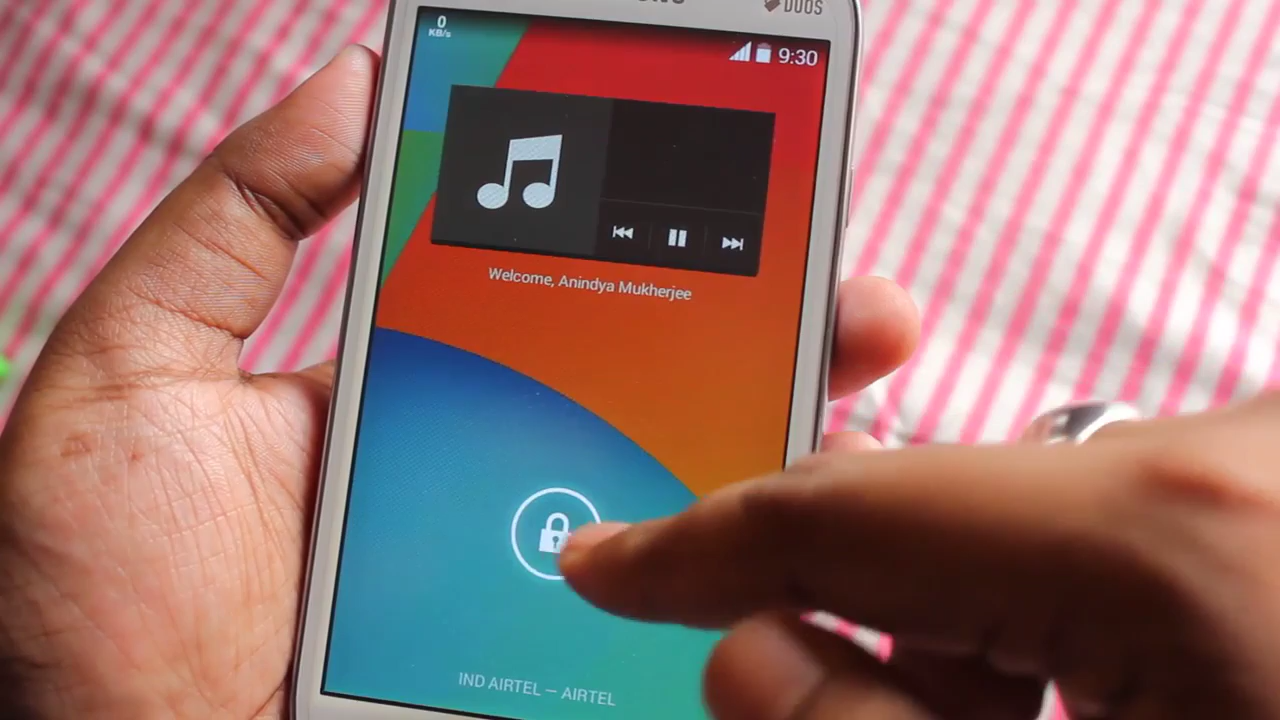 DUOS
0
KB/s
9:30
Welcome, Anindya Mukherjee
IND AIRTEL — AIRTEL